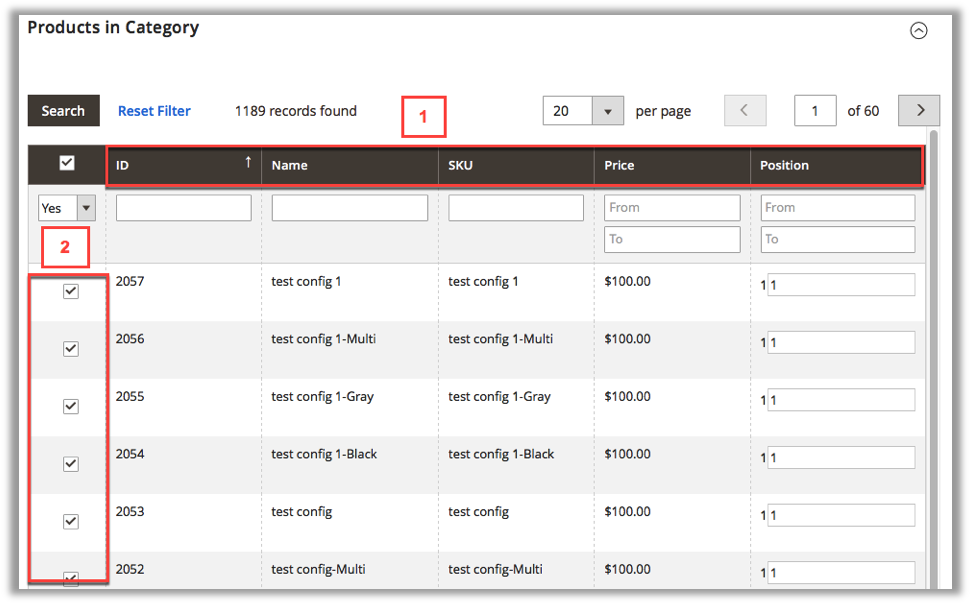 Products in Category
Search Reset Filter 1189 records found 1 20 per page 1 of 60
ID ↑ Name SKU Price Position
Yes From From
To To
2
2057 test config 1 test config 1 $100.00 1 1
2056 test config 1-Multi test config 1-Multi $100.00 1 1
2055 test config 1-Gray test config 1-Gray $100.00 1 1
2054 test config 1-Black test config 1-Black $100.00 1 1
2053 test config test config $100.00 1 1
2052 test config-Multi test config-Multi $100.00 1 1